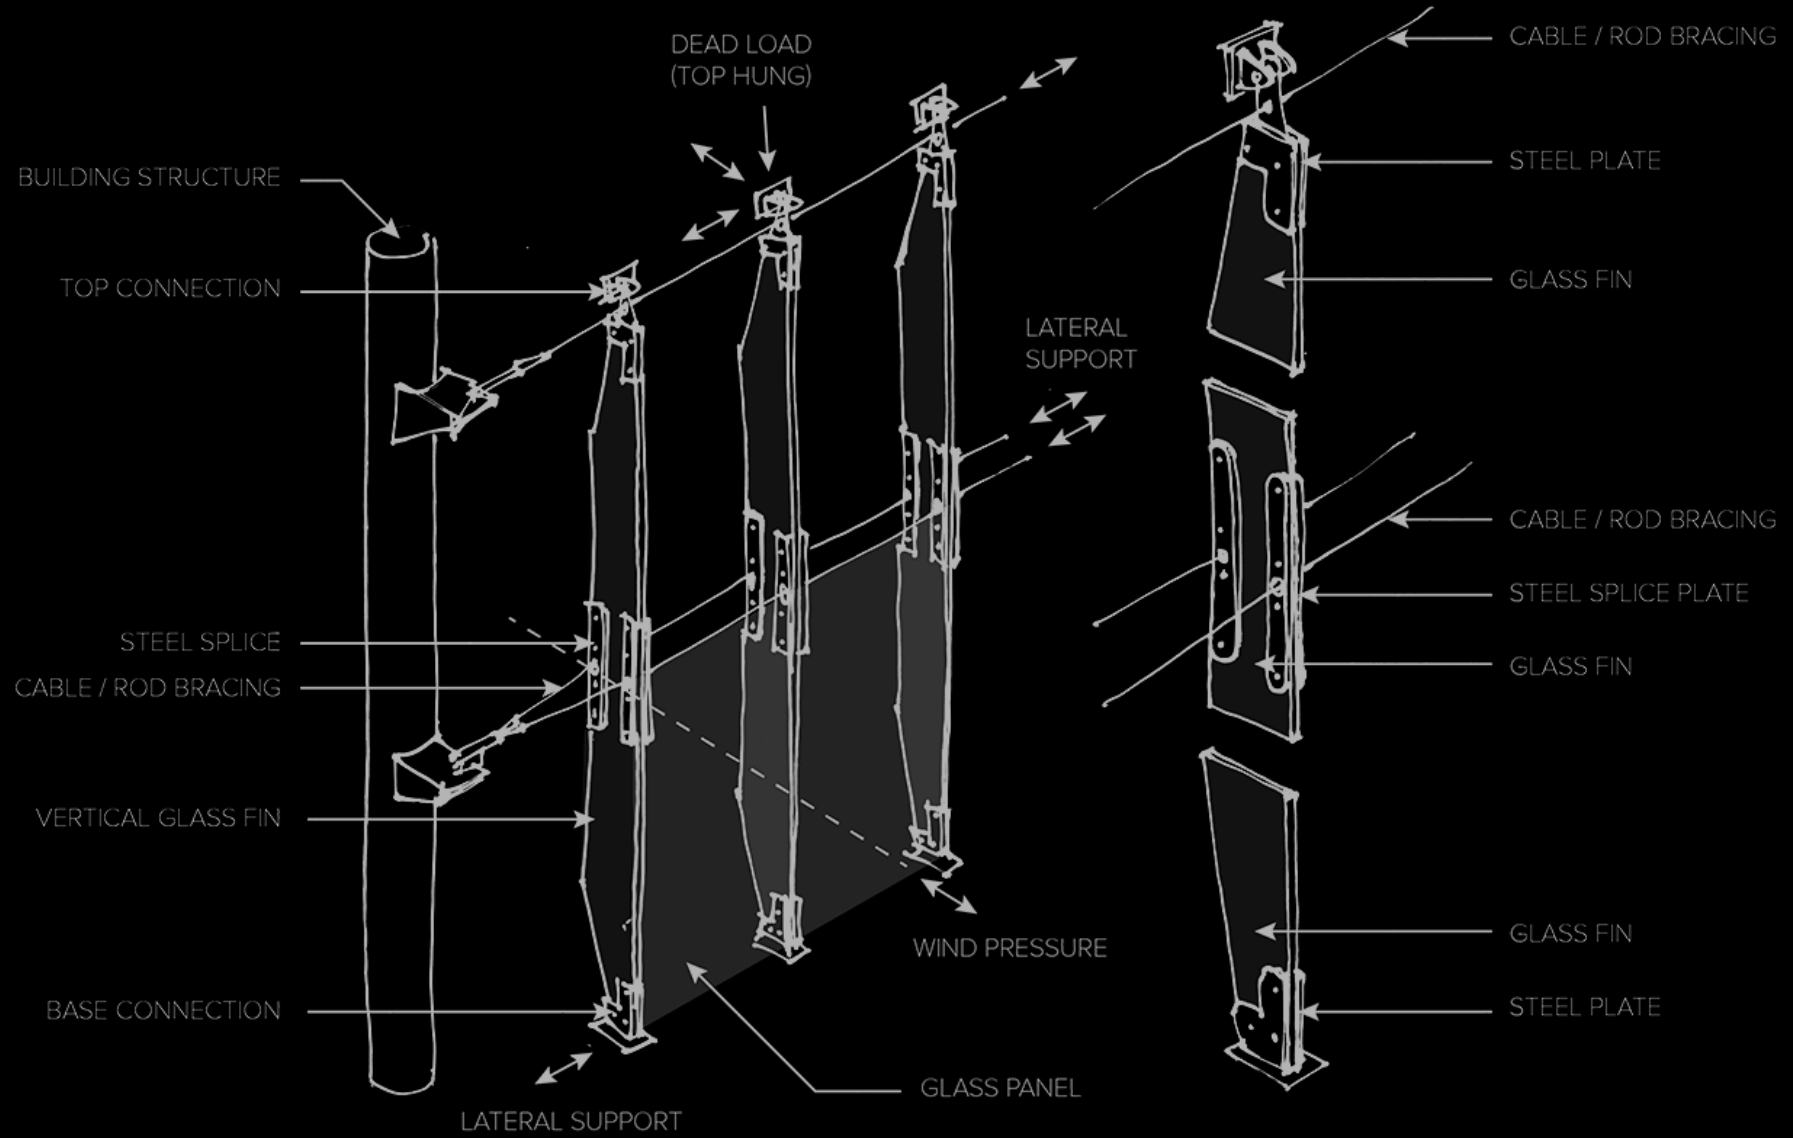 DEAD LOAD
(TOP HUNG)
BUILDING STRUCTURE
TOP CONNECTION
LATERAL
SUPPORT
STEEL SPLICE
CABLE / ROD BRACING
VERTICAL GLASS FIN
WIND PRESSURE
BASE CONNECTION
GLASS PANEL
LATERAL SUPPORT
CABLE / ROD BRACING
STEEL PLATE
GLASS FIN
CABLE / ROD BRACING
STEEL SPLICE PLATE
GLASS FIN
GLASS FIN
STEEL PLATE